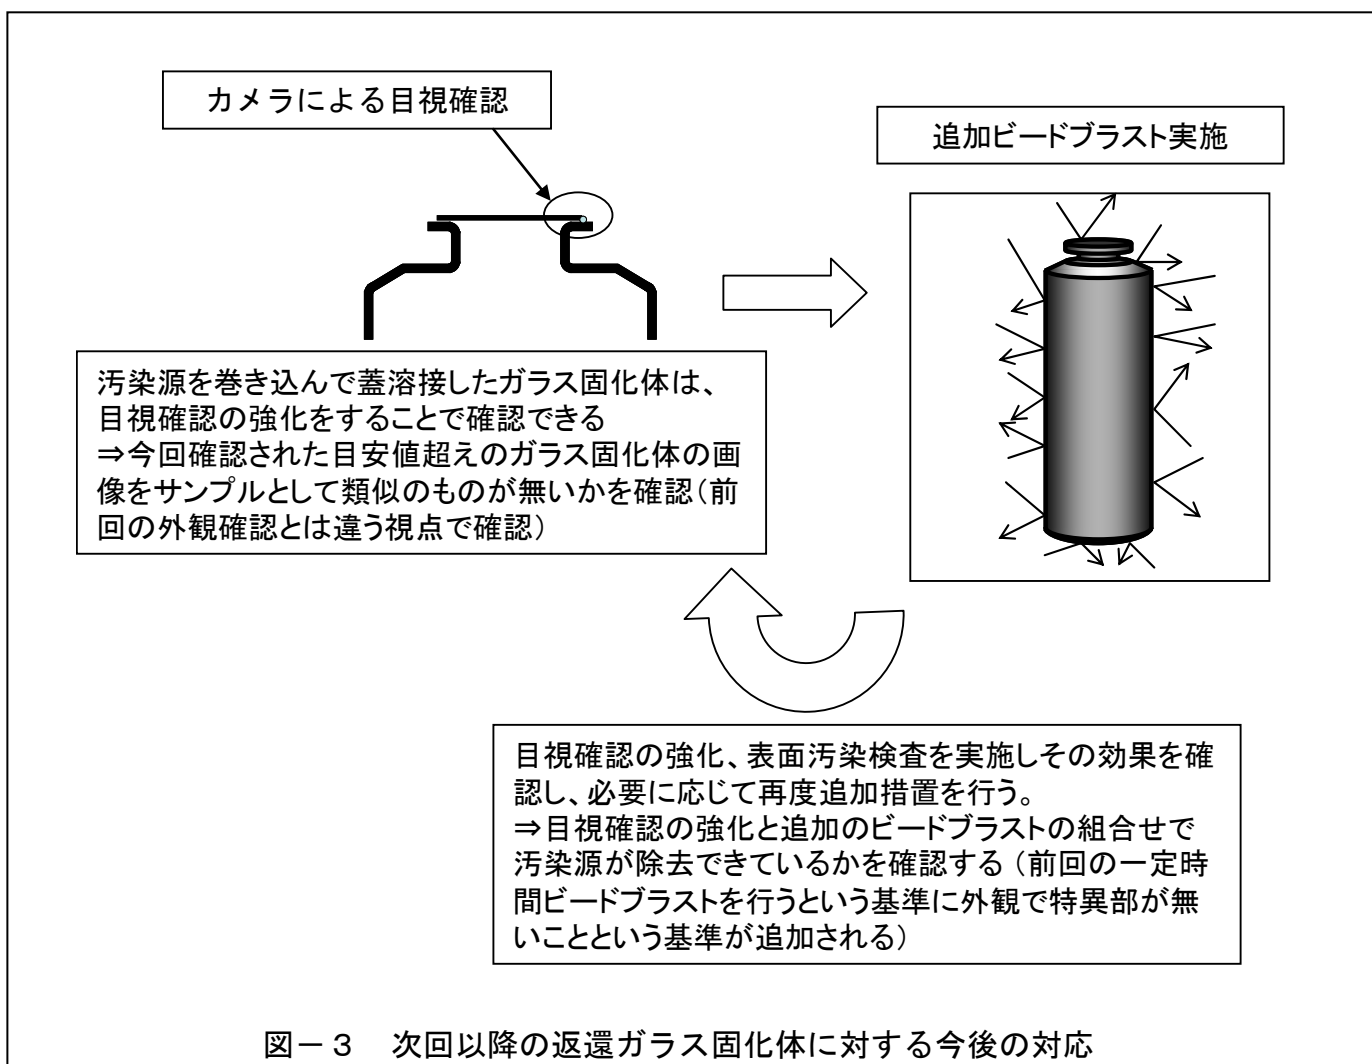 カメラによる目視確認
追加ビードブラスト実施
汚染源を巻き込んで蓋溶接したガラス固化体は、
目視確認の強化をすることで確認できる
⇒今回確認された目安値超えのガラス固化体の画
像をサンプルとして類似のものが無いかを確認（前
回の外観確認とは違う視点で確認）
目視確認の強化、表面汚染検査を実施しその効果を確
認し、必要に応じて再度追加措置を行う。
⇒目視確認の強化と追加のビードブラストの組合せで
汚染源が除去できているかを確認する（前回の一定時
間ビードブラストを行うという基準に外観で特異部が無
いことという基準が追加される）
図－３　次回以降の返還ガラス固化体に対する今後の対応